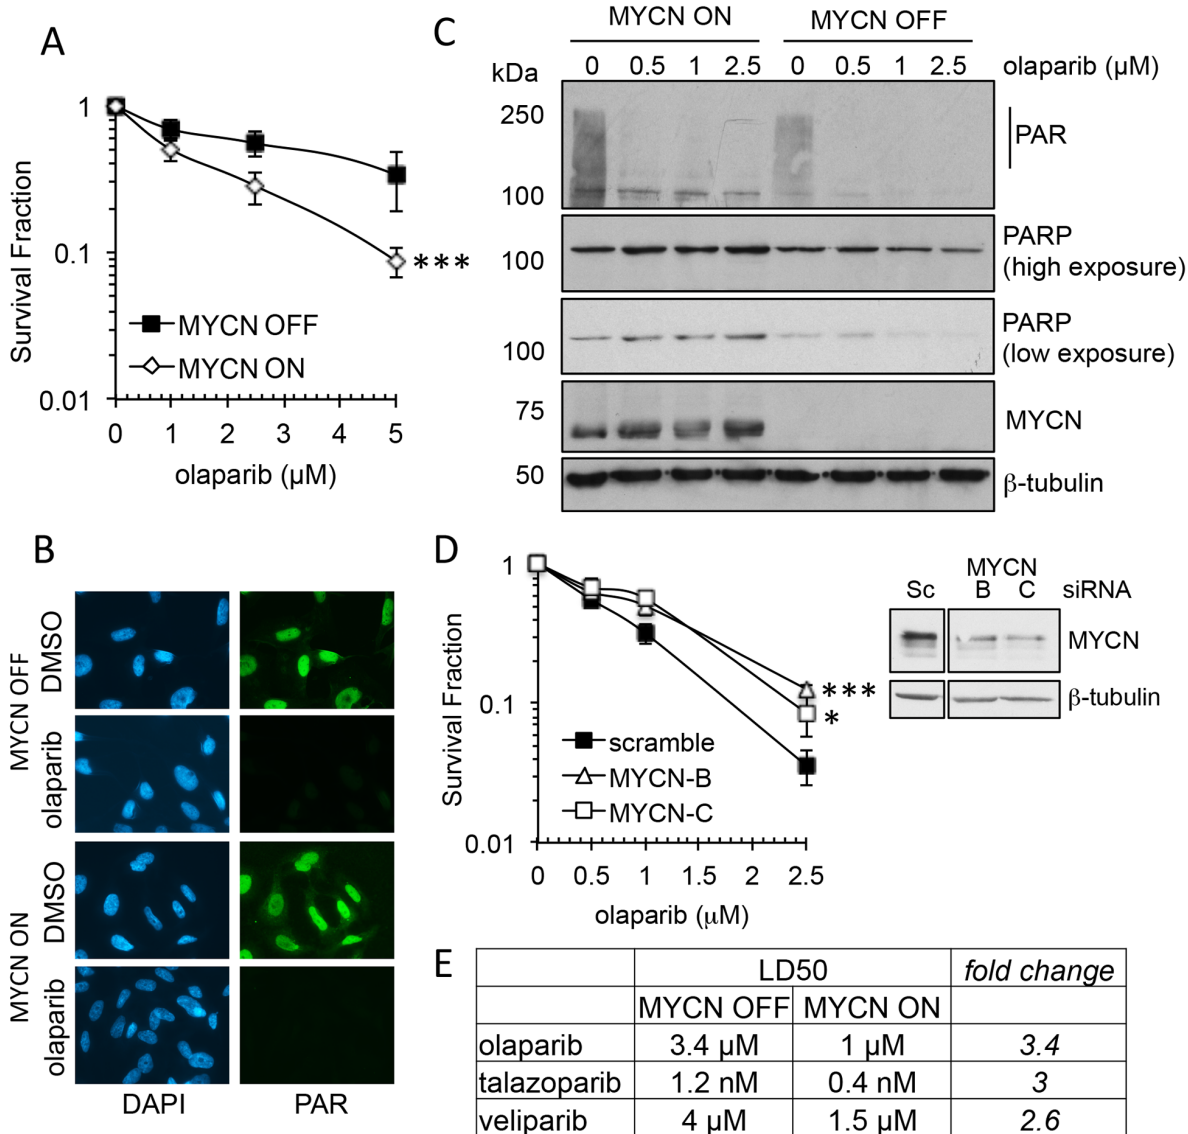 A
1
0.1
0.01
Survival Fraction
MYCN OFF
MYCN ON
***
0 1 2 3 4 5
olaparib (µM)
C
MYCN ON MYCN OFF
kDa 0 0.5 1 2.5 0 0.5 1 2.5 olaparib (µM)
250
PAR
100
PARP
(high exposure)
100
PARP
(low exposure)
100
75
MYCN
50
β-tubulin
B
MYCN OFF
DMSO
olaparib
MYCN ON
DMSO
olaparib
DAPI PAR
D
1
0.1
0.01
Survival Fraction
***
*
scramble
MYCN-B
MYCN-C
0 0.5 1 1.5 2 2.5
olaparib (µM)
MYCN
Sc B C siRNA
MYCN
β-tubulin
E
LD50 fold change
MYCN OFF MYCN ON
olaparib 3.4 µM 1 µM 3.4
talazoparib 1.2 nM 0.4 nM 3
veliparib 4 µM 1.5 µM 2.6